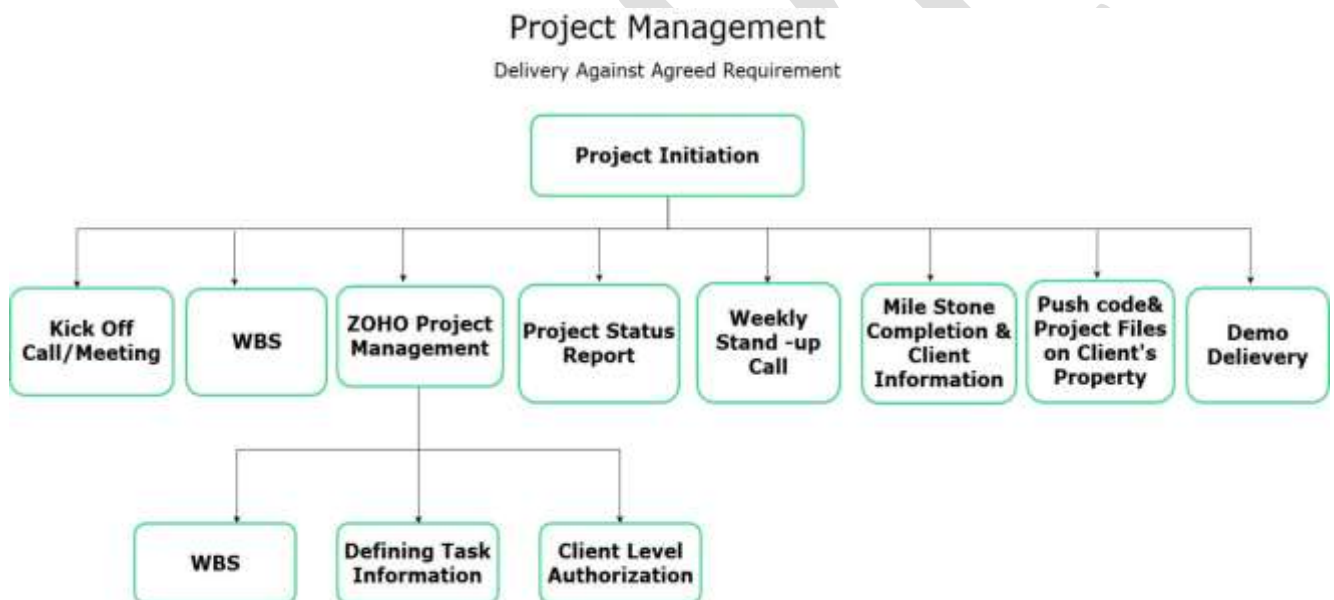 Project Management
Delivery Against Agreed Requirement
Project Initiation
Kick Off
Call/Meeting
WBS
ZOHO Project
Management
Project Status
Report
Weekly
Stand -up
Call
Mile Stone
Completion &
Client
Information
Push code&
Project Files
on Client's
Property
Demo
Delievery
WBS
Defining Task
Information
Client Level
Authorization